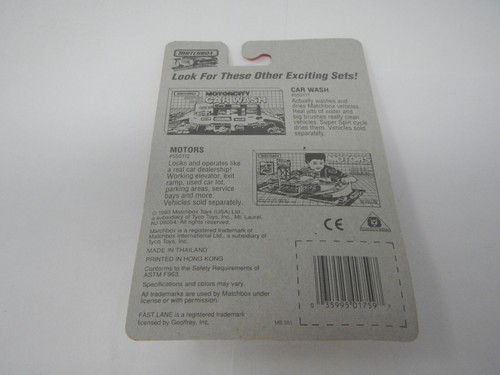 MATCHBOX
Look For These Other Exciting Sets!
MATCHBOX
MOTORCITY
CAR WASH
CAR WASH
Actually washes and
dries Matchbox vehicles.
Real jets of water and
big brushes really clean
vehicles. Super Spin cycle
dries them. Vehicles sold
separately.
MOTORS
Looks and operates like
a real car dealership!
Working elevator, exit
ramp, used car lot,
parking areas, service
bays and more
Vehicles sold separately.
© 1993 Matchbox Toys (USA) Ltd.,
a subsidiary of Tyco Toys, Inc. Mt. Laurel,
NJ 08054. All rights reserved.
Matchbox is a registered trademark of
Matchbox International Ltd., a subsidiary of
Tyco Toys, Inc.
MADE IN THAILAND
PRINTED IN HONG KONG
Conforms to the Safety Requirements of
ASTM F963
Specifications and colors may vary.
All trademarks are used by Matchbox under
license or with permission.
FAST LANE is a registered trademark
licensed by Geoffrey, Inc.
CE
35995 01759